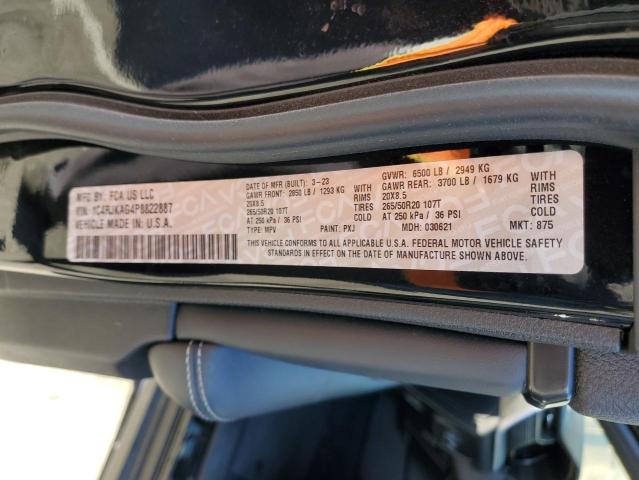 MFD. BY: FCA US LLC
VIN: 1C4RJKAG4P8822887
VEHICLE MADE IN U.S.A.
DATE OF MFR (BUILT): 3-23
GAWR FRONT: 2850 LB / 1293 KG WITH
20X8.5
265/50R20 107T TIRES
AT 250 kPa / 36 PSI
TYPE: MPV PAINT: PXJ
GVWR: 6500 LB / 2949 KG
GAWR REAR: 3700 LB / 1679 KG WITH
20X8.5
265/50R20 107T TIRES
AT 250 kPa / 36 PSI
MDH: 030621 MKT: 875
THIS VEHICLE CONFORMS TO ALL APPLICABLE U.S.A. FEDERAL MOTOR VEHICLE SAFETY
STANDARDS IN EFFECT ON THE DATE OF MANUFACTURE SHOWN ABOVE.